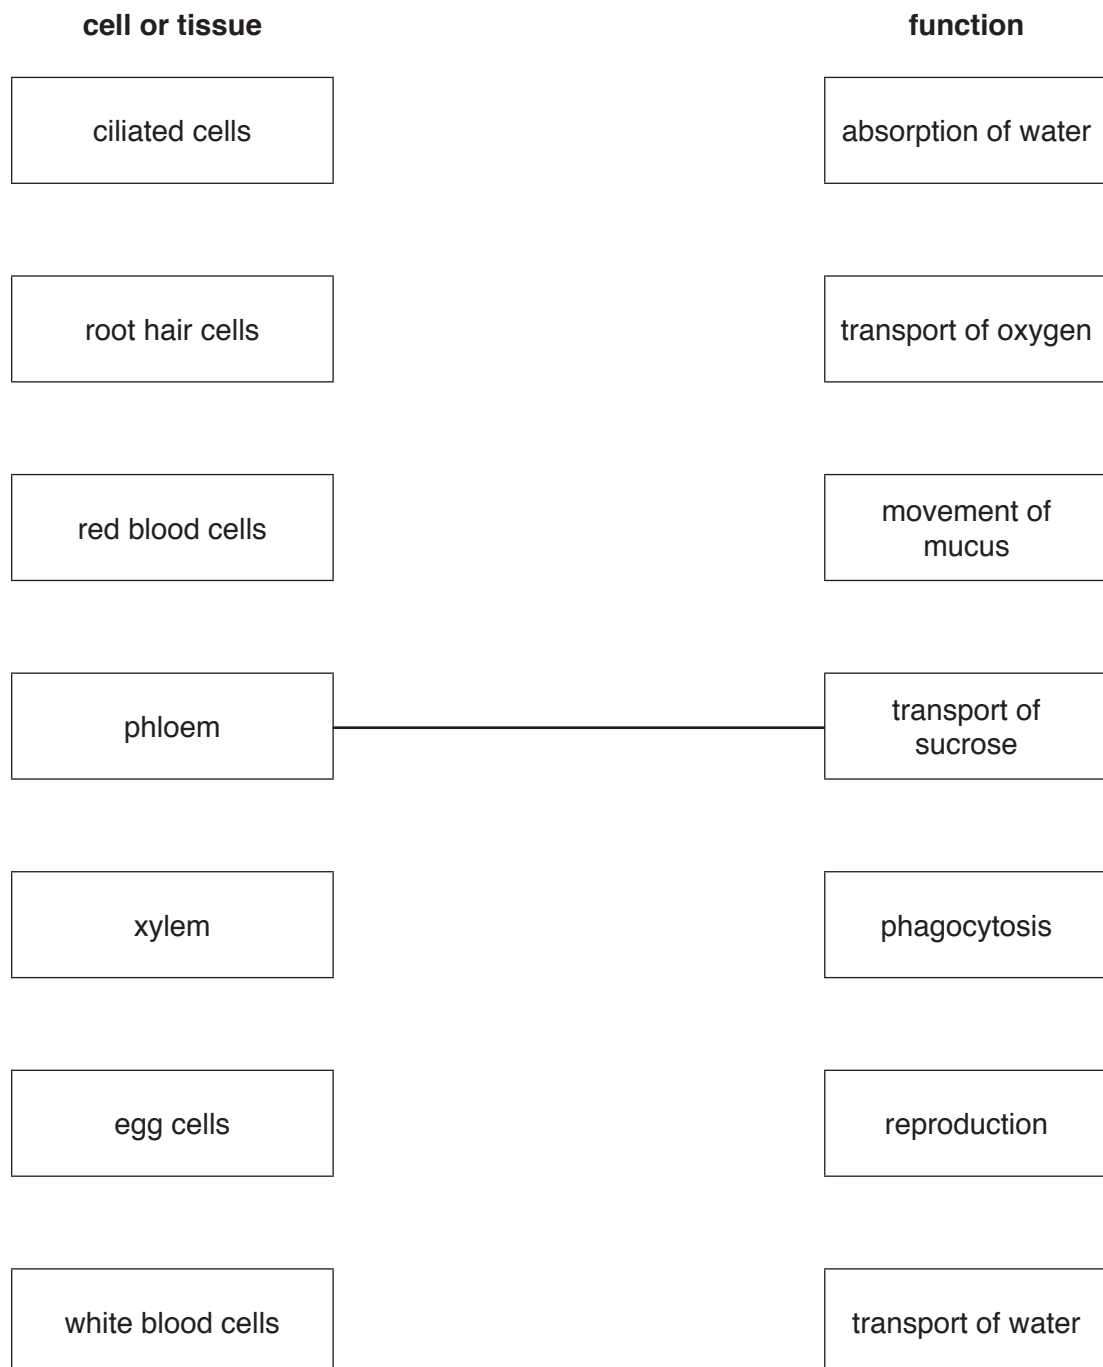 cell or tissue
function
ciliated cells
absorption of water
root hair cells
transport of oxygen
red blood cells
movement of
mucus
phloem
transport of
sucrose
xylem
phagocytosis
egg cells
reproduction
white blood cells
transport of water